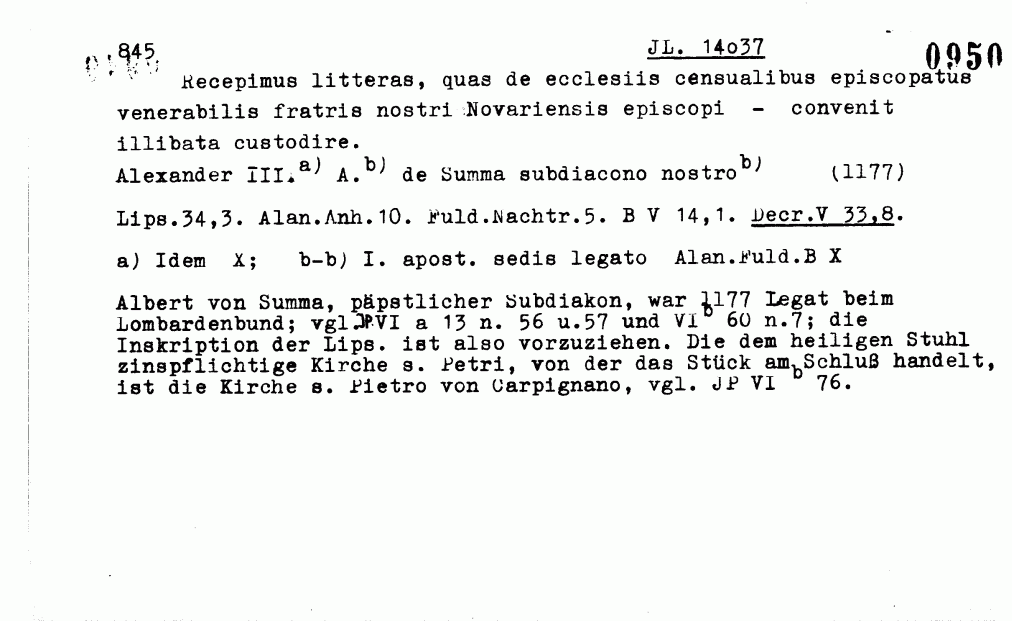 845 JL. 14o37 0950
Recepimus litteras, quas de ecclesiis censualibus episcopatus
venerabilis fratris nostri Novariensis episcopi - convenit
illibata custodire.
Alexander III.a) A.b) de Summa subdiacono nostrob) (1177)
Lips.34,3. Alan.Anh.10. Fuld.Nachtr.5. B V 14,1. Decr.V 33,8.
a) Idem X; b-b) I. apost. sedis legato Alan.Fuld.B X
Albert von Summa, päpstlicher Subdiakon, war 1177 Legat beim
Lombardenbund; vgl.JP.VI a 13 n. 56 u.57 und VI b 60 n.7; die
Inskription der Lips. ist also vorzuziehen. Die dem heiligen Stuhl
zinspflichtige Kirche s. Petri, von der das Stück am Schluß handelt,
ist die Kirche s. Pietro von Carpignano, vgl. JP VI b 76.